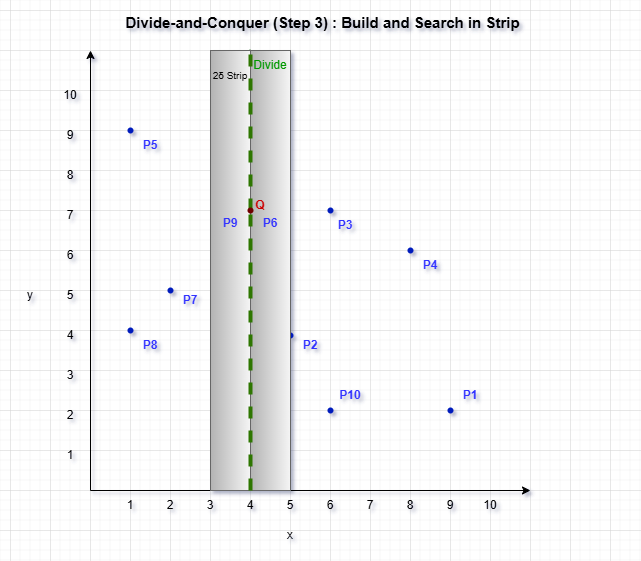 Divide-and-Conquer (Step 3) : Build and Search in Strip
Divide
2δ Strip
10
9
P5
8
7
Q
P9
P6
P3
6
P4
5
P7
y
4
P8
P2
3
2
P10
P1
1
1 2 3 4 5 6 7 8 9 10
x